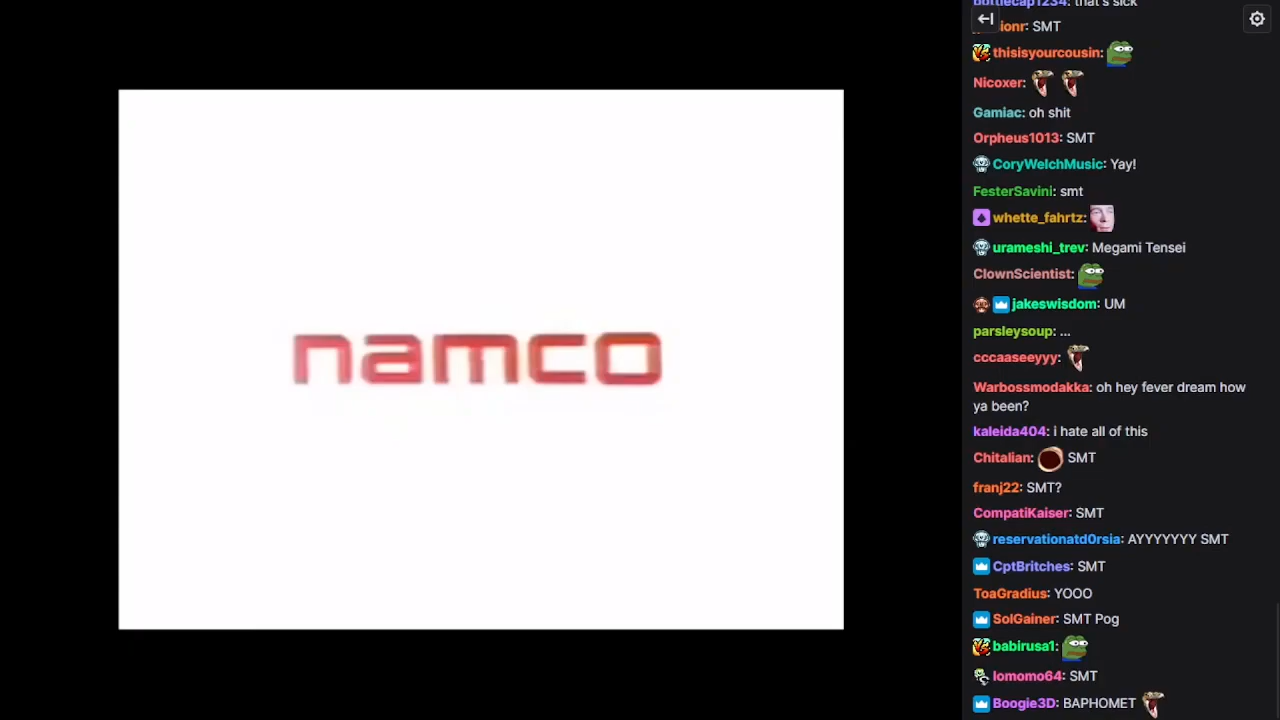 namco
bottlecap1234: that's sick
ionr: SMT
thisisyourcousin:
Nicoxer:
Gamiac: oh shit
Orpheus1013: SMT
CoryWelchMusic: Yay!
FesterSavini: smt
whette_fahrtz:
urameshi_trev: Megami Tensei
ClownScientist:
jakeswisdom: UM
parsleysoup: ...
cccaaseeyyy:
Warbossmodakka: oh hey fever dream how
ya been?
kaleida404: i hate all of this
Chitalian: SMT
franj22: SMT?
CompatiKaiser: SMT
reservationatd0rsia: AYYYYYYY SMT
CptBritches: SMT
ToaGradius: YOOO
SolGainer: SMT Pog
babirusa1:
lomomo64: SMT
Boogie3D: BAPHOMET